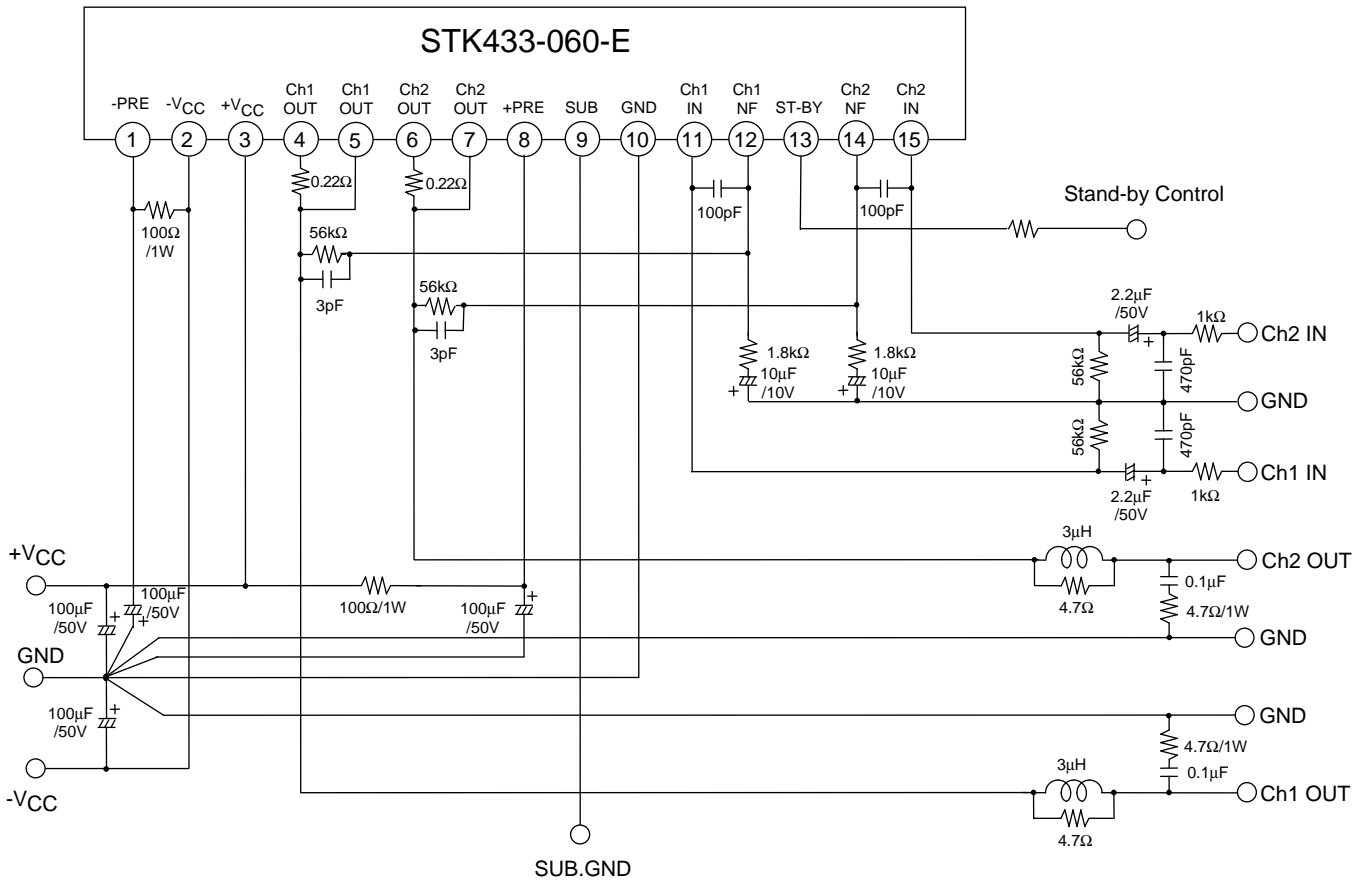 STK433-060-E
-PRE
-VCC
+VCC
Ch1
OUT
Ch1
OUT
Ch2
OUT
Ch2
OUT
+PRE
SUB
GND
Ch1
IN
Ch1
NF
ST-BY
Ch2
NF
Ch2
IN
1
2
3
4
5
6
7
8
9
10
11
12
13
14
15
0.22Ω
0.22Ω
100pF
100pF
Stand-by Control
100Ω
/1W
56kΩ
3pF
56kΩ
3pF
2.2μF
/50V
1kΩ
Ch2 IN
1.8kΩ
10μF
/10V
+
1.8kΩ
10μF
/10V
+
+
56kΩ
470pF
GND
56kΩ
470pF
+
Ch1 IN
2.2μF
/50V
1kΩ
3μH
Ch2 OUT
4.7Ω
0.1μF
4.7Ω/1W
GND
+VCC
100μF
/50V
+
100μF
/50V
+
100Ω/1W
100μF
/50V
+
GND
100μF
/50V
+
GND
4.7Ω/1W
0.1μF
3μH
Ch1 OUT
4.7Ω
-VCC
SUB.GND